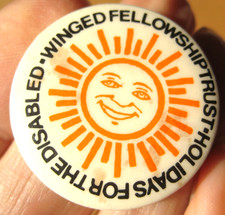 WINGED FELLOWSHIP TRUST • HOLIDAYS FOR THE DISABLED •